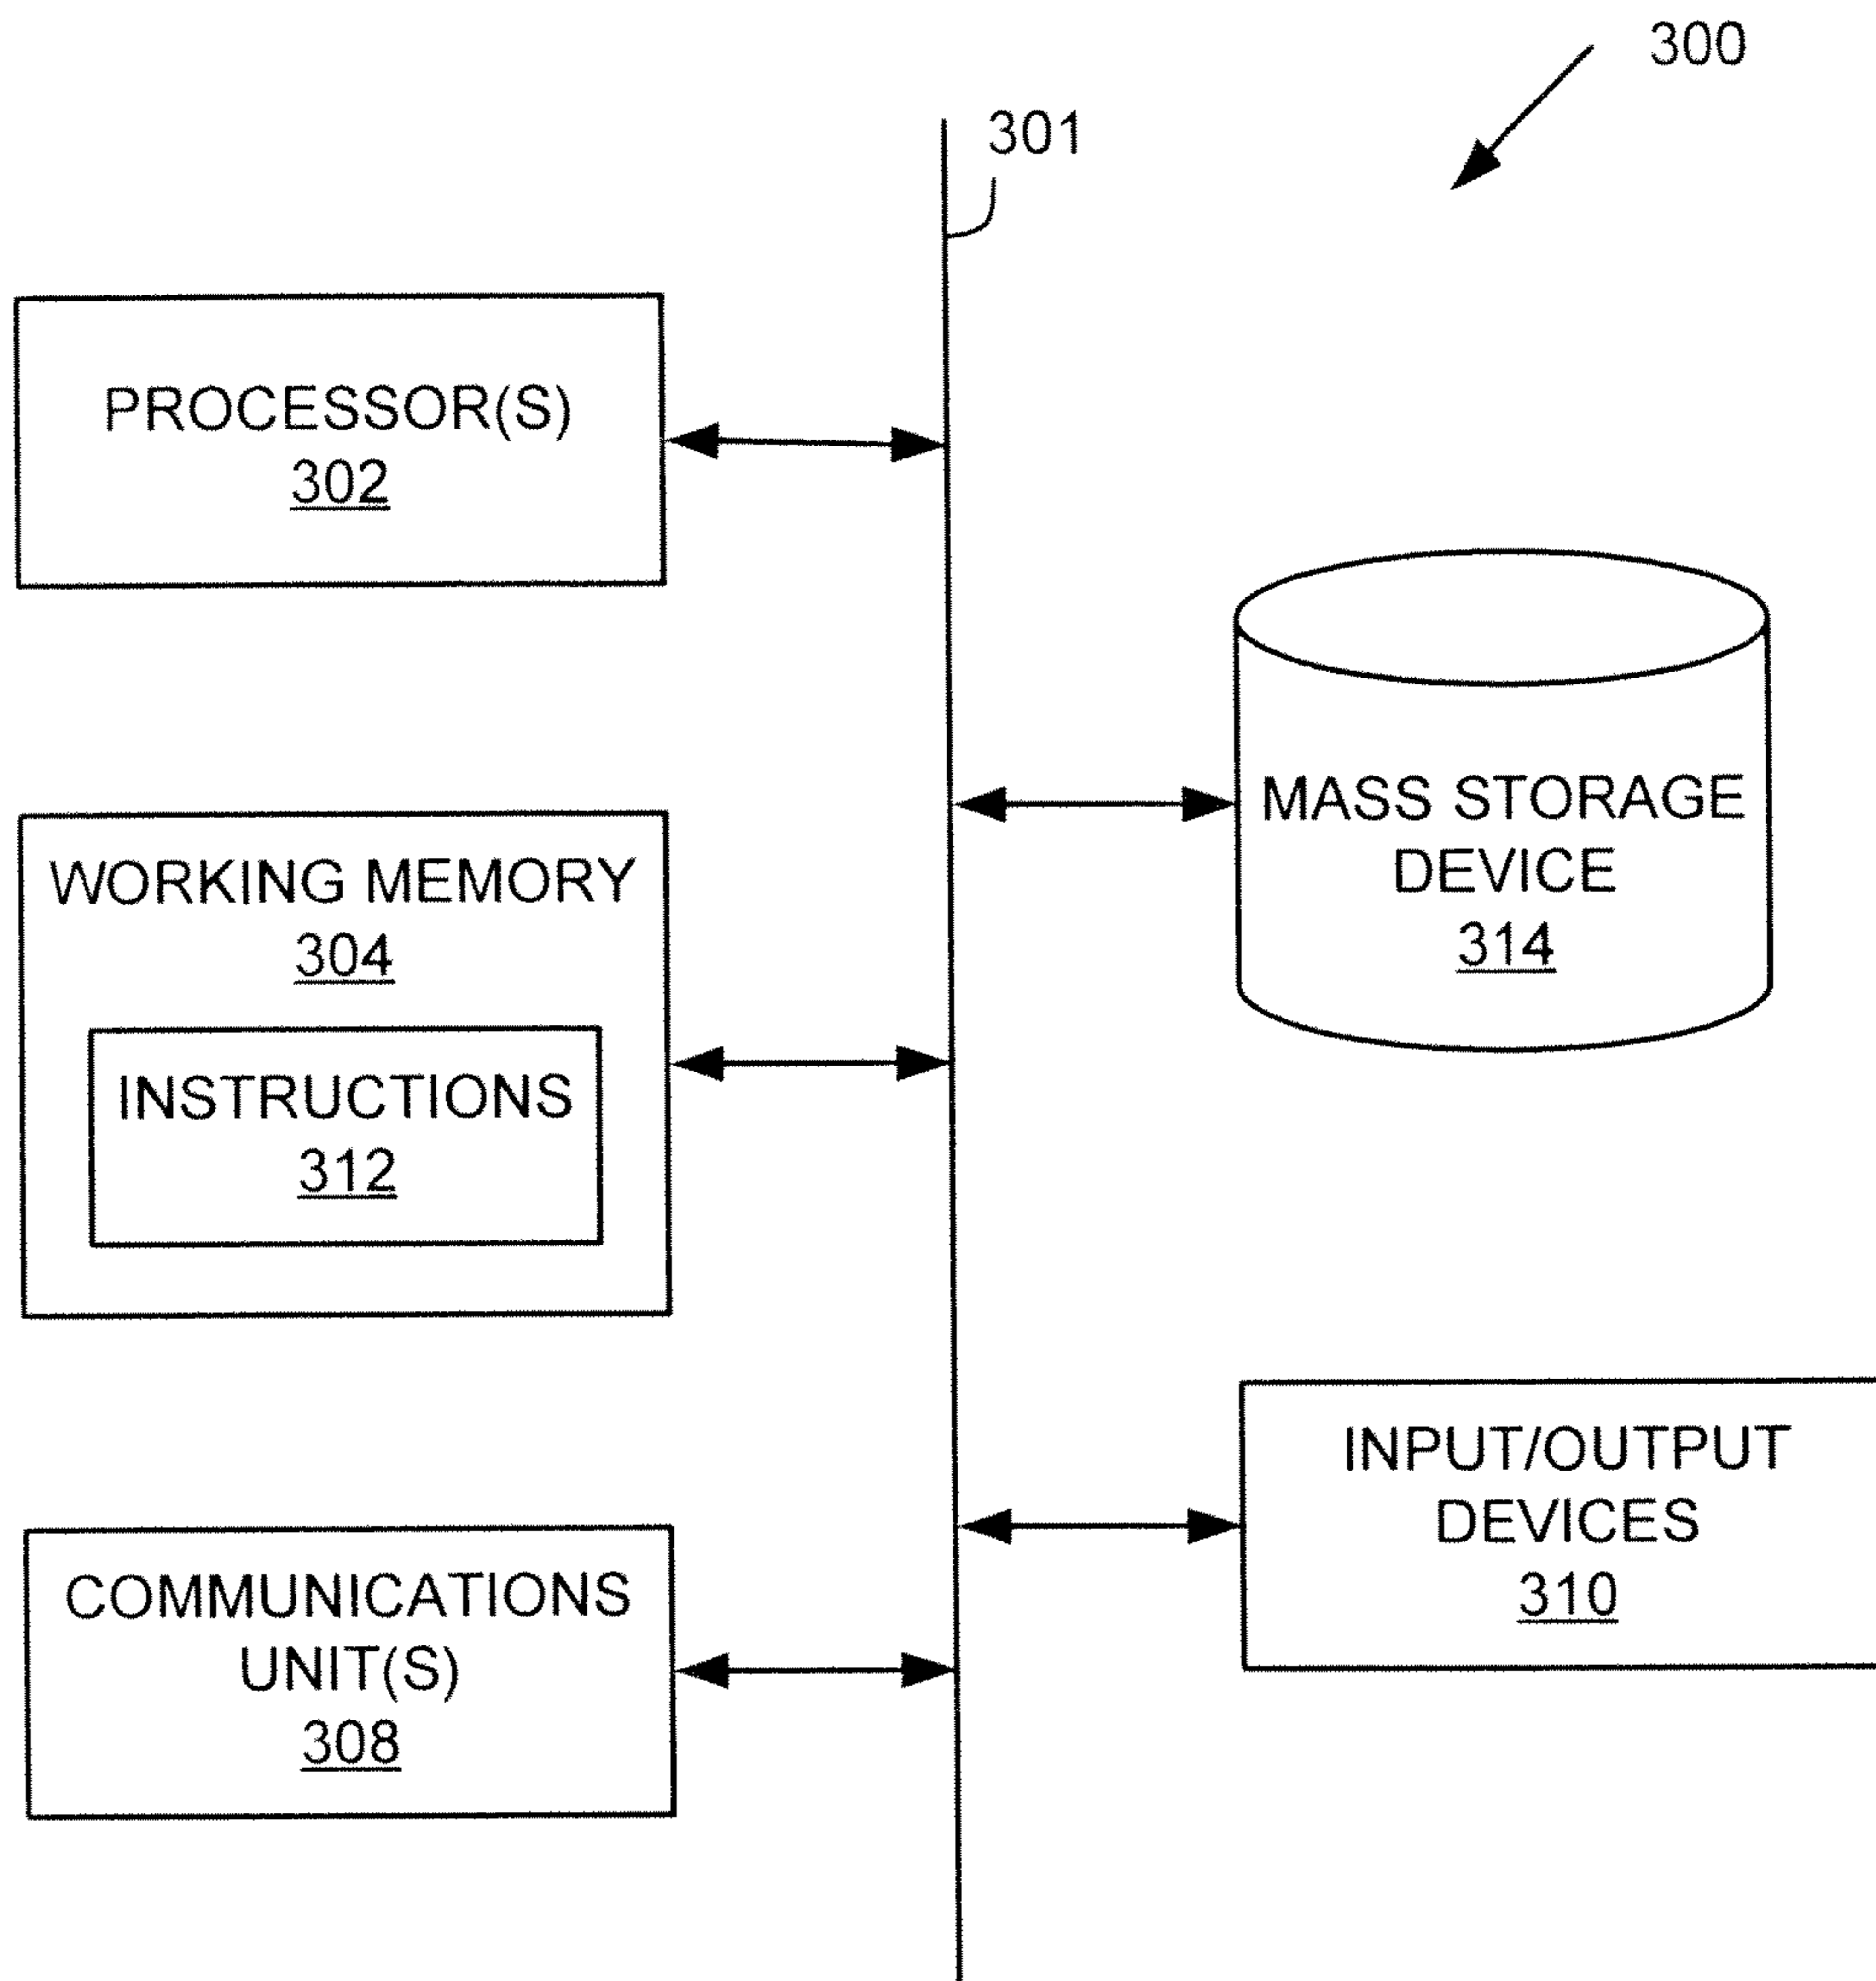 300
301
PROCESSOR(S)
302
MASS STORAGE
DEVICE
314
WORKING MEMORY
304
INSTRUCTIONS
312
INPUT/OUTPUT
DEVICES
310
COMMUNICATIONS
UNIT(S)
308